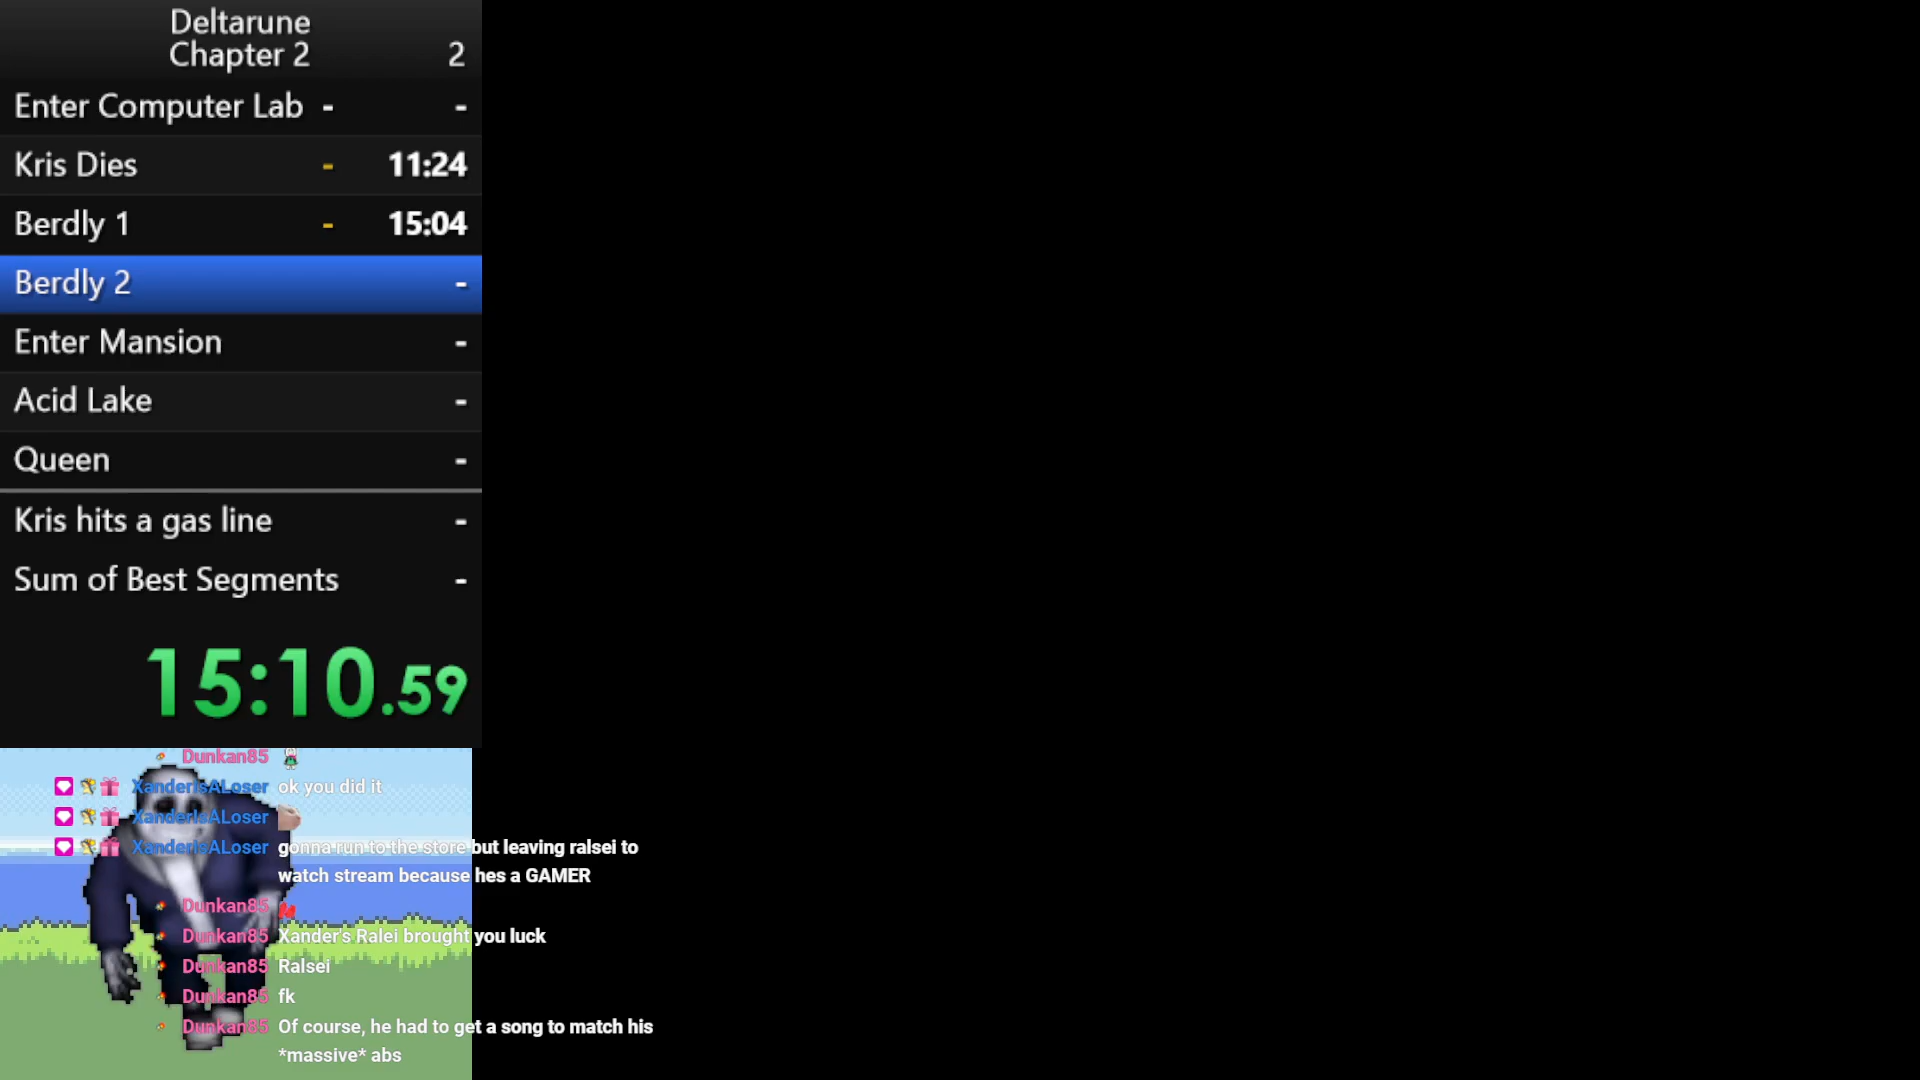 Deltarune
Chapter 2 2
Enter Computer Lab - -
Kris Dies - 11:24
Berdly 1 - 15:04
Berdly 2 -
Enter Mansion -
Acid Lake -
Queen -
Kris hits a gas line -
Sum of Best Segments -
15:10.59
Dunkan85
XanderIsALoser ok you did it
XanderIsALoser
XanderIsALoser gonna run to the store but leaving ralsei to
watch stream because hes a GAMER
Dunkan85
Dunkan85 Xander's Ralei brought you luck
Dunkan85 Ralsei
Dunkan85 fk
Dunkan85 Of course, he had to get a song to match his
*massive* abs